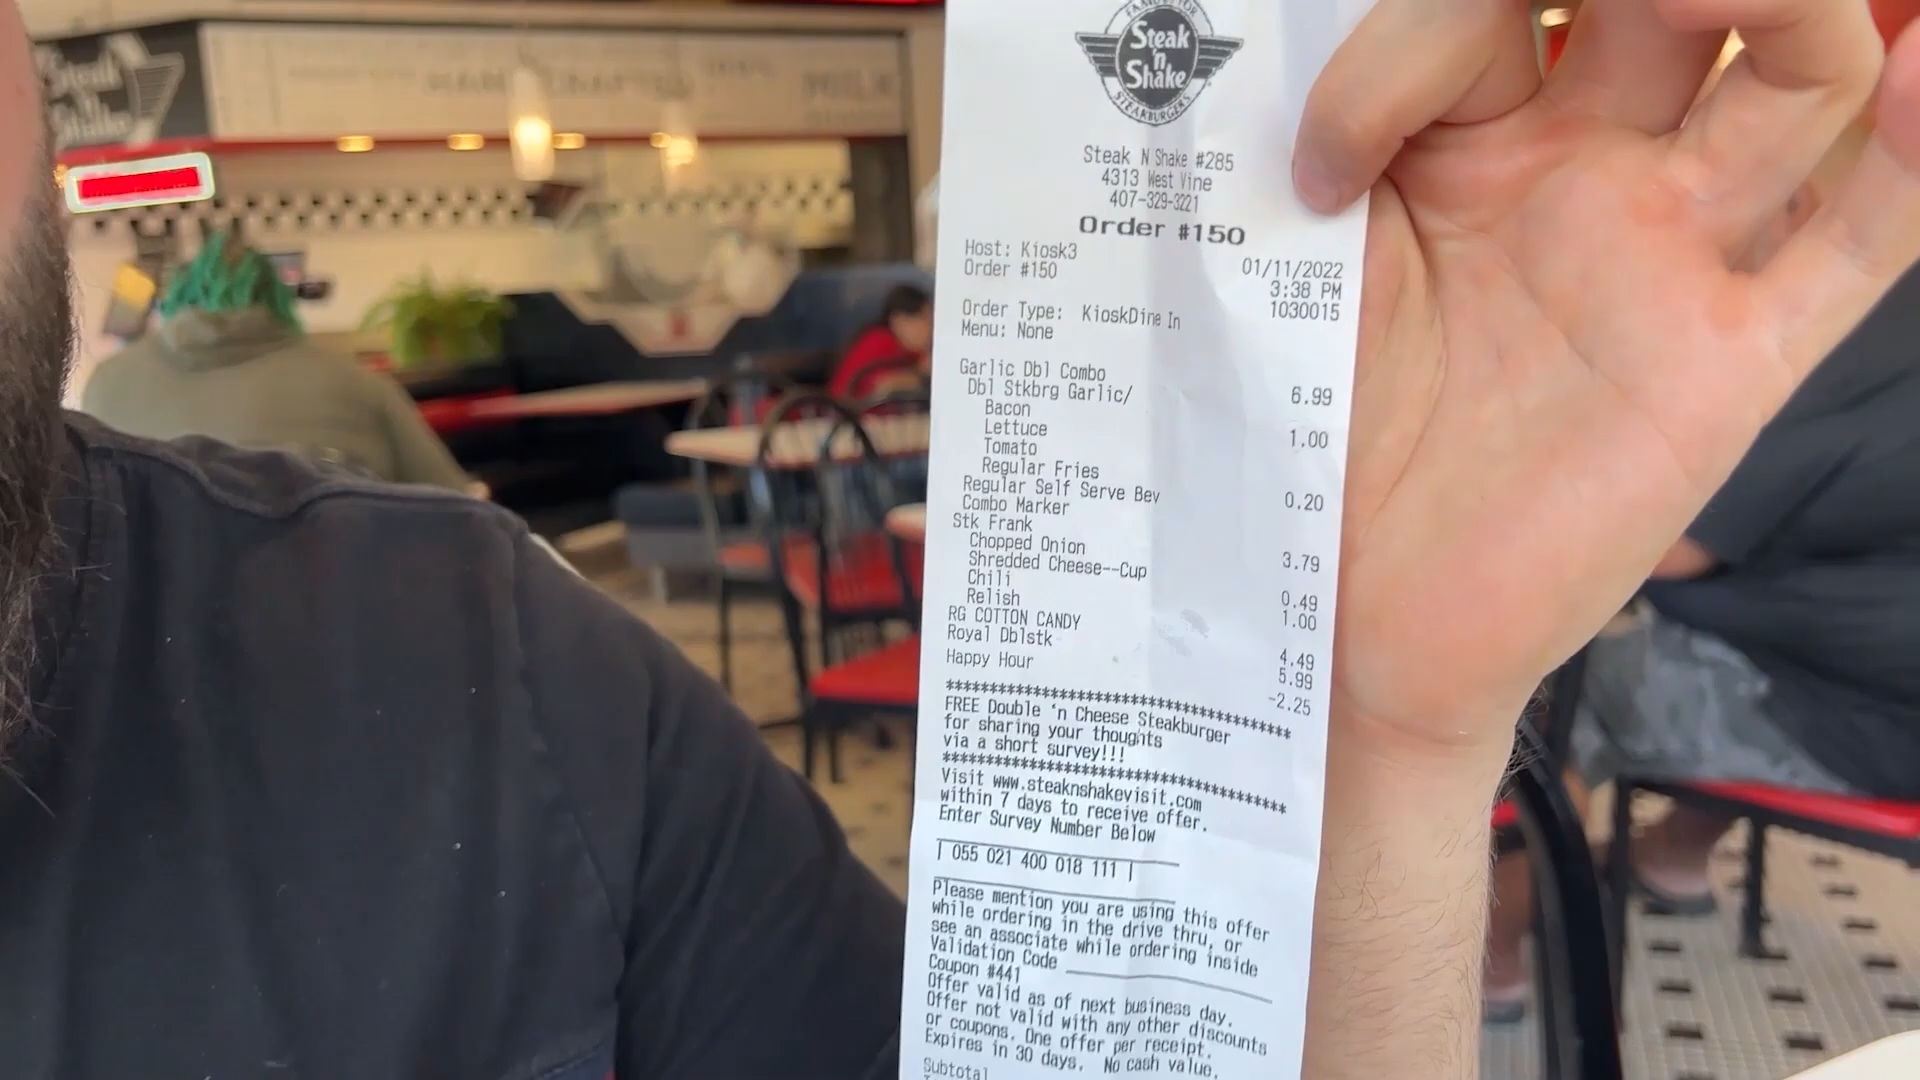 Steak
'n
Shake
HANDCRAFTED
MILK
FAMOUS FOR
Steak
'n
Shake
STEAKBURGERS
Steak N Shake #285
4313 West Vine
407-329-3221
Order #150
Host: Kiosk3
Order #150 01/11/2022
3:38 PM
1030015
Order Type: KioskDine In
Menu: None
Garlic Dbl Combo 6.99
Dbl Stkbrg Garlic/
Bacon 1.00
Lettuce
Tomato
Regular Fries
Regular Self Serve Bev 0.20
Combo Marker
Stk Frank 3.79
Chopped Onion
Shredded Cheese--Cup 0.49
Chili 1.00
Relish
RG COTTON CANDY 4.49
Royal Dblstk 5.99
Happy Hour -2.25
***************************************
FREE Double 'n Cheese Steakburger
for sharing your thoughts
via a short survey!!!
***************************************
Visit www.steaknshakevisit.com
within 7 days to receive offer.
Enter Survey Number Below
| 055 021 400 018 111 |
Please mention you are using this offer
while ordering in the drive thru, or
see an associate while ordering inside
Validation Code
Coupon #441
Offer valid as of next business day.
Offer not valid with any other discounts
or coupons. One offer per receipt.
Expires in 30 days. No cash value.
Subtotal